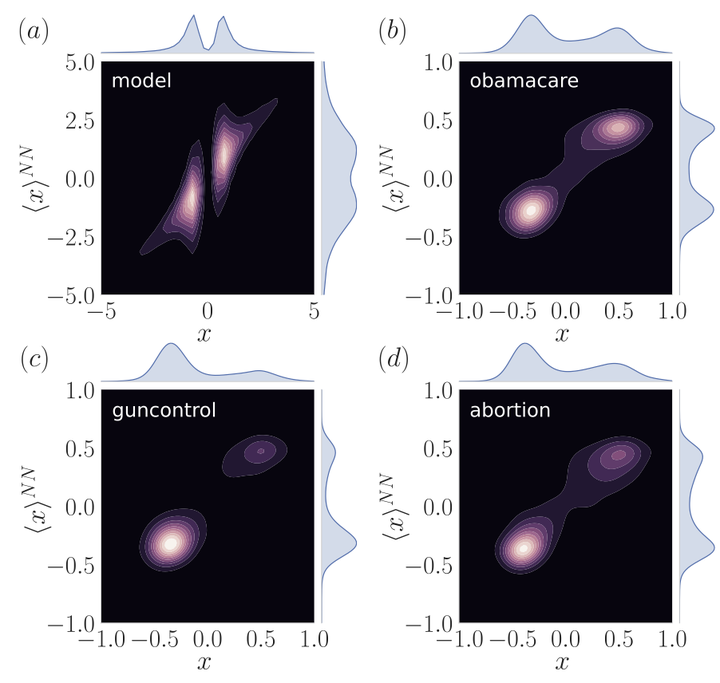 (a)
model
5.0
2.5
0.0
−2.5
−5.0
⟨x⟩^NN
−5
0
5
x
(b)
obamacare
1.0
0.5
0.0
−0.5
−1.0
⟨x⟩^NN
−1.0 −0.5 0.0 0.5 1.0
x
(c)
guncontrol
1.0
0.5
0.0
−0.5
−1.0
⟨x⟩^NN
−1.0 −0.5 0.0 0.5 1.0
x
(d)
abortion
1.0
0.5
0.0
−0.5
−1.0
⟨x⟩^NN
−1.0 −0.5 0.0 0.5 1.0
x